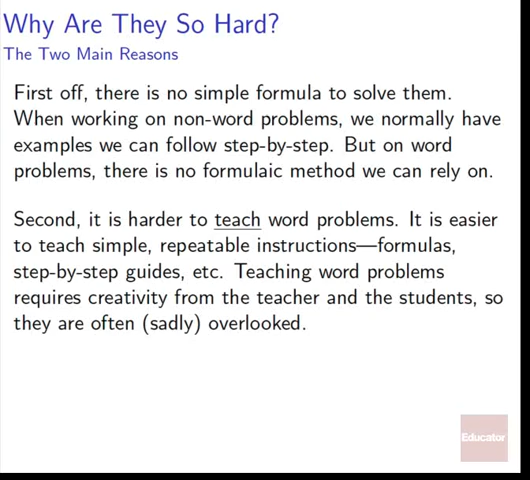 Why Are They So Hard?
The Two Main Reasons
First off, there is no simple formula to solve them.
When working on non-word problems, we normally have
examples we can follow step-by-step. But on word
problems, there is no formulaic method we can rely on.
Second, it is harder to teach word problems. It is easier
to teach simple, repeatable instructions—formulas,
step-by-step guides, etc. Teaching word problems
requires creativity from the teacher and the students, so
they are often (sadly) overlooked.
Educator